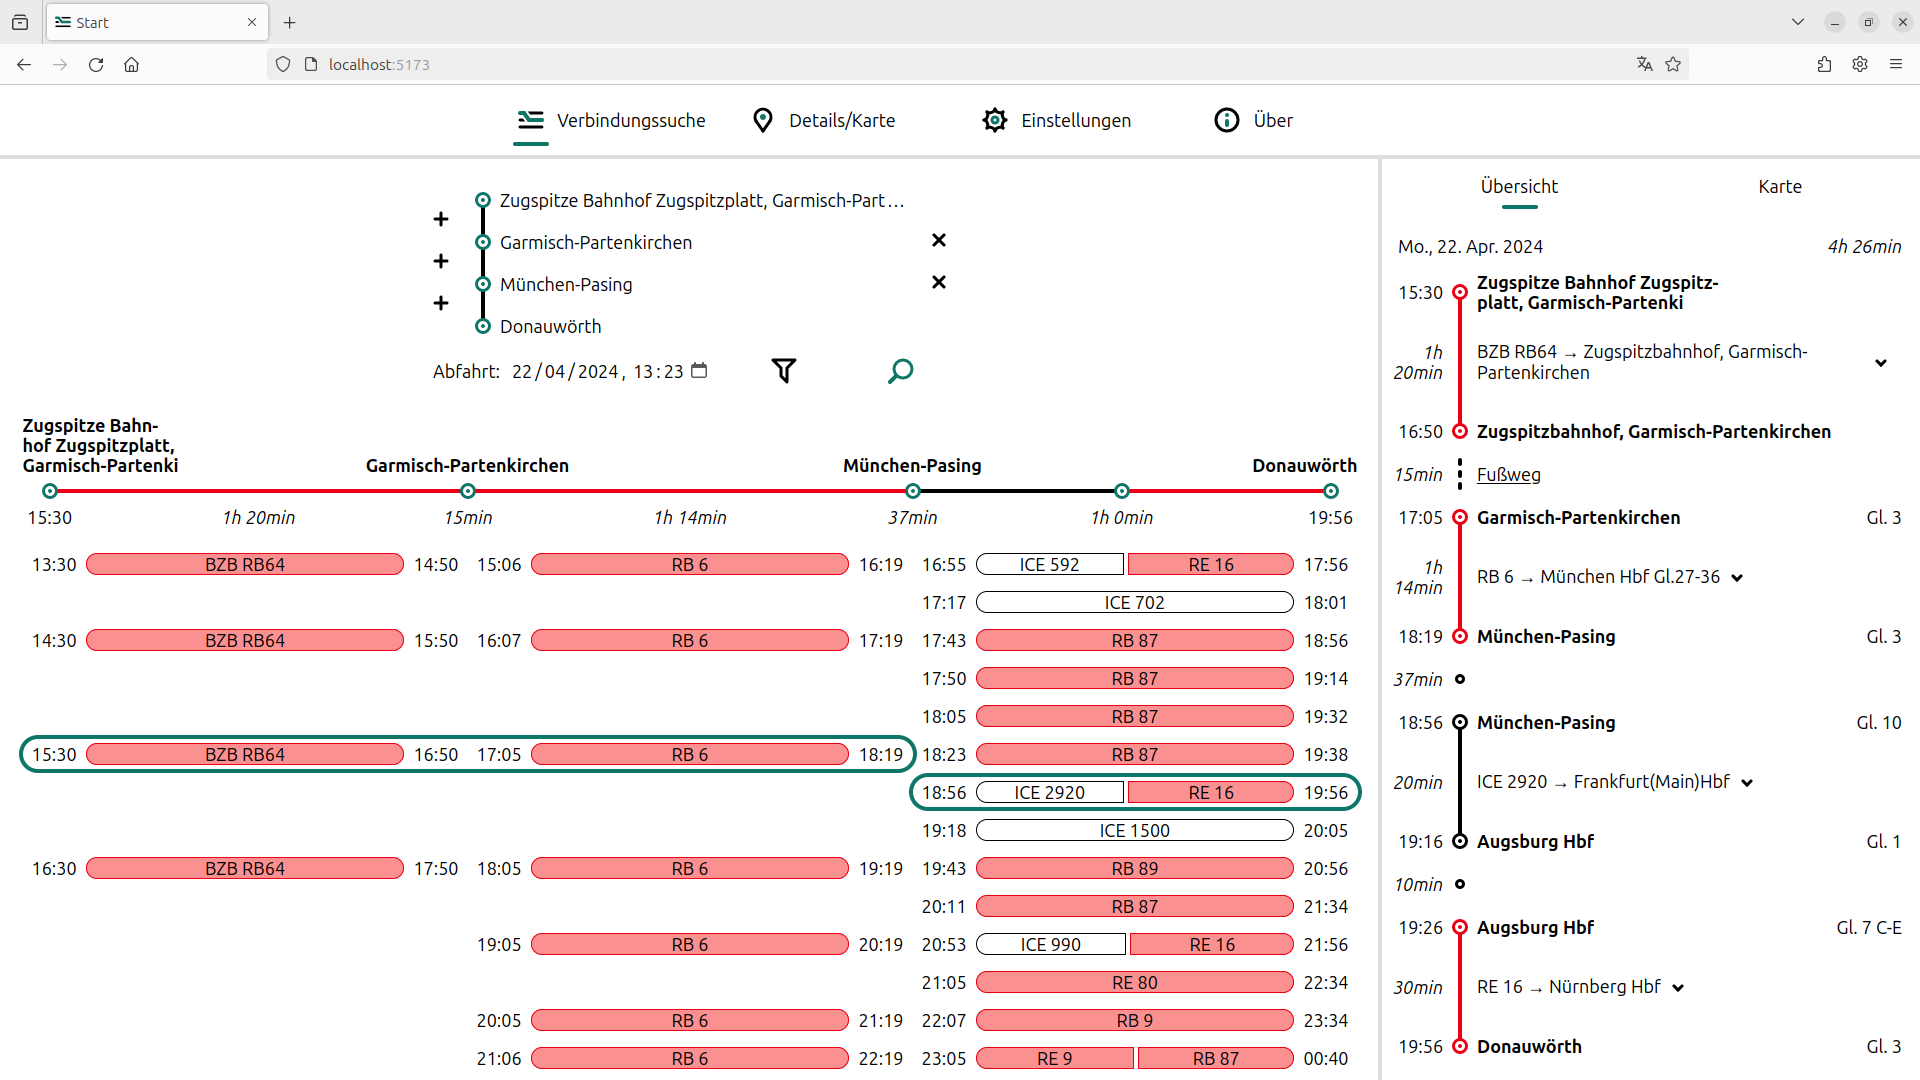 Start
localhost:5173
Verbindungssuche Details/Karte Einstellungen Über
Zugspitze Bahnhof Zugspitzplatt, Garmisch-Part…
Garmisch-Partenkirchen
München-Pasing
Donauwörth
Abfahrt: 22/04/2024, 13:23
Zugspitze Bahn-
hof Zugspitzplatt,
Garmisch-Partenki Garmisch-Partenkirchen München-Pasing Donauwörth
15:30 1h 20min 15min 1h 14min 37min 1h 0min 19:56
13:30 BZB RB64 14:50 15:06 RB 6 16:19 16:55 ICE 592 RE 16 17:56
17:17 ICE 702 18:01
14:30 BZB RB64 15:50 16:07 RB 6 17:19 17:43 RB 87 18:56
17:50 RB 87 19:14
18:05 RB 87 19:32
15:30 BZB RB64 16:50 17:05 RB 6 18:19 18:23 RB 87 19:38
18:56 ICE 2920 RE 16 19:56
19:18 ICE 1500 20:05
16:30 BZB RB64 17:50 18:05 RB 6 19:19 19:43 RB 89 20:56
20:11 RB 87 21:34
19:05 RB 6 20:19 20:53 ICE 990 RE 16 21:56
21:05 RE 80 22:34
20:05 RB 6 21:19 22:07 RB 9 23:34
21:06 RB 6 22:19 23:05 RE 9 RB 87 00:40
Übersicht Karte
Mo., 22. Apr. 2024 4h 26min
15:30 Zugspitze Bahnhof Zugspitz-
platt, Garmisch-Partenki
1h
20min BZB RB64 → Zugspitzbahnhof, Garmisch-
Partenkirchen
16:50 Zugspitzbahnhof, Garmisch-Partenkirchen
15min Fußweg
17:05 Garmisch-Partenkirchen Gl. 3
1h
14min RB 6 → München Hbf Gl.27-36
18:19 München-Pasing Gl. 3
37min
18:56 München-Pasing Gl. 10
20min ICE 2920 → Frankfurt(Main)Hbf
19:16 Augsburg Hbf Gl. 1
10min
19:26 Augsburg Hbf Gl. 7 C-E
30min RE 16 → Nürnberg Hbf
19:56 Donauwörth Gl. 3